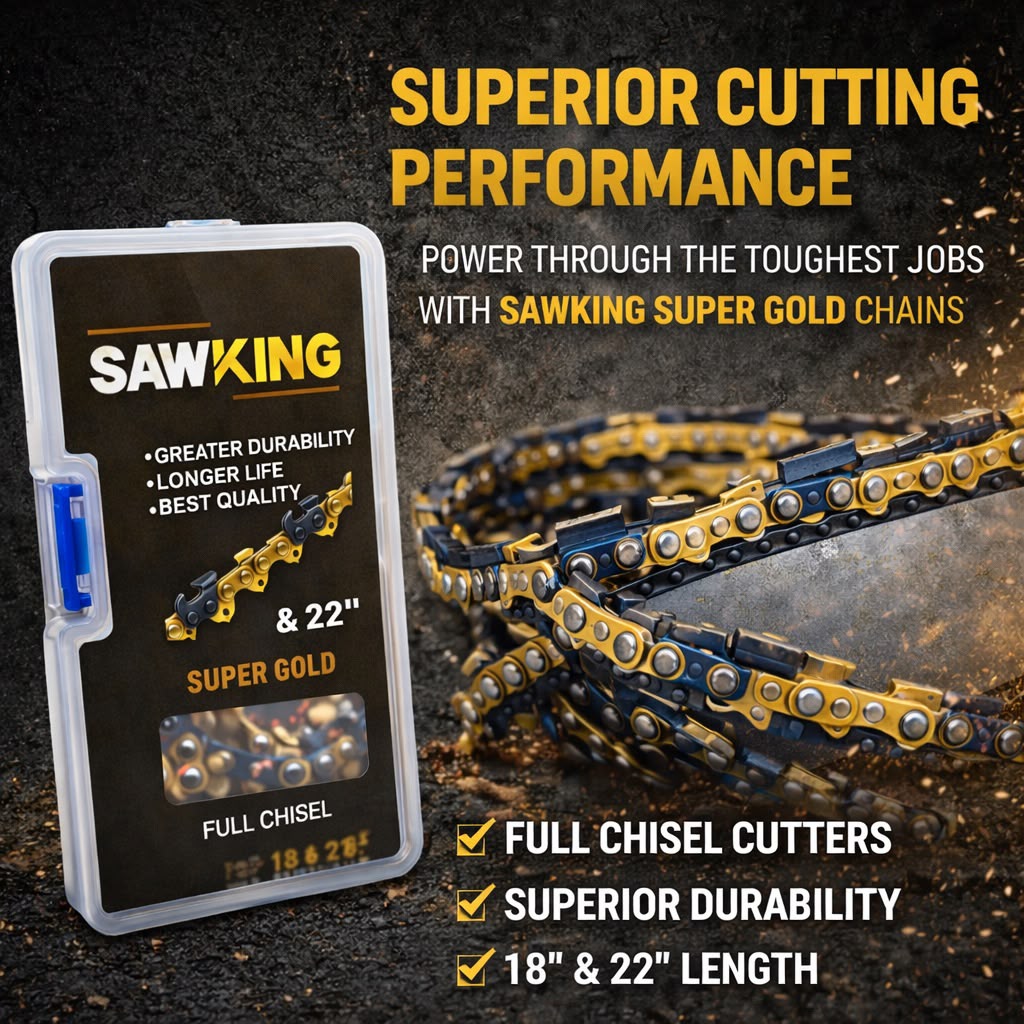 SUPERIOR CUTTING
PERFORMANCE
POWER THROUGH THE TOUGHEST JOBS
WITH SAWKING SUPER GOLD CHAINS
SAWKING
• GREATER DURABILITY
• LONGER LIFE
• BEST QUALITY
& 22"
SUPER GOLD
FULL CHISEL
18 &
FULL CHISEL CUTTERS
SUPERIOR DURABILITY
18" & 22" LENGTH